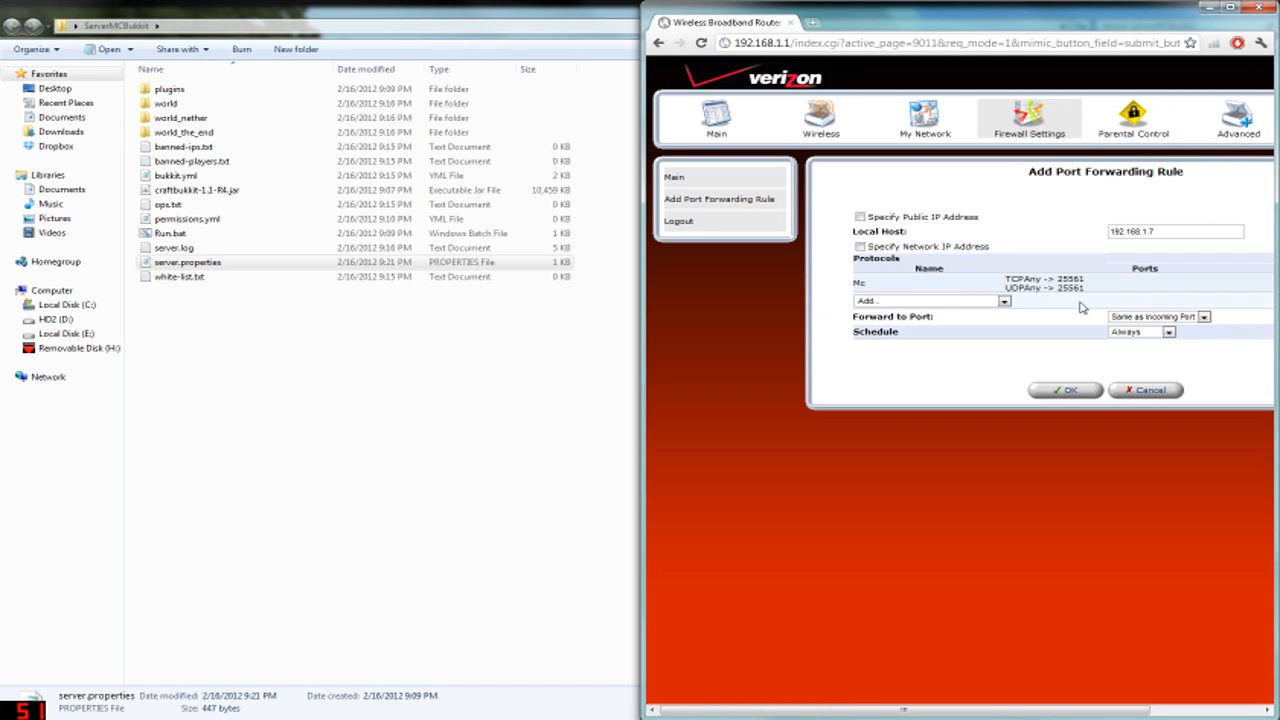 ServerMCBukkit
Organize Open Share with Burn New folder
Name Date modified Type Size
Favorites
Desktop
Recent Places
Documents
Downloads
Dropbox
Libraries
Documents
Music
Pictures
Videos
Homegroup
Computer
Local Disk (C:)
HD2 (D:)
Local Disk (E:)
Removable Disk (H:)
Network
plugins 2/16/2012 9:09 PM File folder
world 2/16/2012 9:16 PM File folder
world_nether 2/16/2012 9:16 PM File folder
world_the_end 2/16/2012 9:16 PM File folder
banned-ips.txt 2/16/2012 9:15 PM Text Document 0 KB
banned-players.txt 2/16/2012 9:15 PM Text Document 0 KB
bukkit.yml 2/16/2012 9:15 PM YML File 2 KB
craftbukkit-1.1-R4.jar 2/16/2012 9:07 PM Executable Jar File 10,459 KB
ops.txt 2/16/2012 9:15 PM Text Document 0 KB
permissions.yml 2/16/2012 9:10 PM YML File 0 KB
Run.bat 2/16/2012 9:09 PM Windows Batch File 1 KB
server.log 2/16/2012 9:16 PM Text Document 5 KB
server.properties 2/16/2012 9:21 PM PROPERTIES File 1 KB
white-list.txt 2/16/2012 9:15 PM Text Document 0 KB
server.properties Date modified: 2/16/2012 9:21 PM Date created: 2/16/2012 9:09 PM
PROPERTIES File Size: 447 bytes
51
Wireless Broadband Router
192.168.1.1/index.cgi?active_page=9011&req_mode=1&mimic_button_field=submit_but
verizon
Main Wireless My Network Firewall Settings Parental Control Advanced
Main
Add Port Forwarding Rule
Logout
Add Port Forwarding Rule
Specify Public IP Address
Local Host: 192.168.1.7
Specify Network IP Address
Protocols
Name Ports
Mc TCPAny -> 25561
UDPAny -> 25561
Add...
Forward to Port: Same as Incoming Port
Schedule Always
OK Cancel